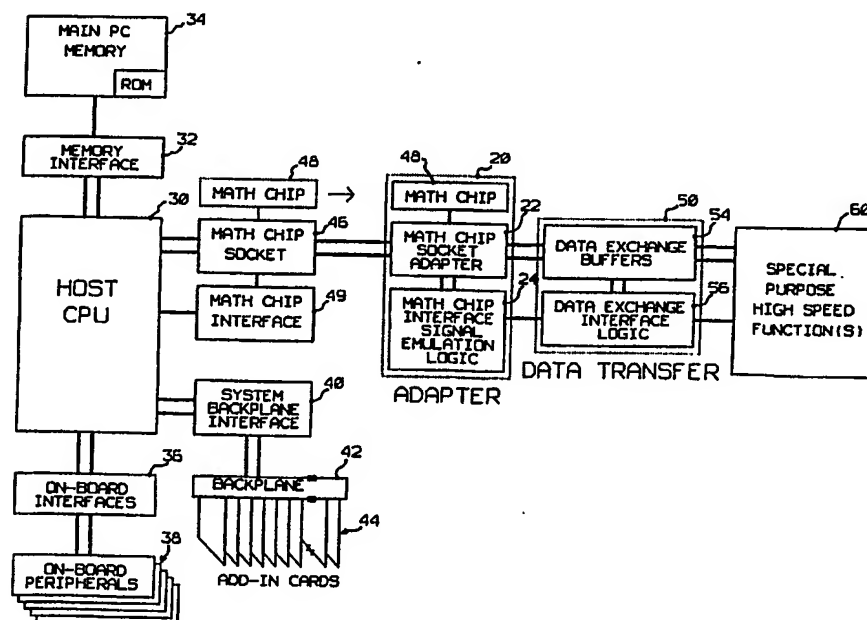 34
MAIN PC
MEMORY
ROM
32
MEMORY
INTERFACE
30
HOST
CPU
48
MATH CHIP
46
MATH CHIP
SOCKET
MATH CHIP
INTERFACE
49
48
20
MATH CHIP
22
MATH CHIP
SOCKET
ADAPTER
24
MATH CHIP
INTERFACE
SIGNAL
EMULATION
LOGIC
ADAPTER
50
54
DATA EXCHANGE
BUFFERS
56
DATA EXCHANGE
INTERFACE
LOGIC
DATA TRANSFER
60
SPECIAL
PURPOSE
HIGH SPEED
FUNCTION(S)
SYSTEM
BACKPLANE
INTERFACE
40
42
BACKPLANE
44
ADD-IN CARDS
36
ON-BOARD
INTERFACES
38
ON-BOARD
PERIPHERALS